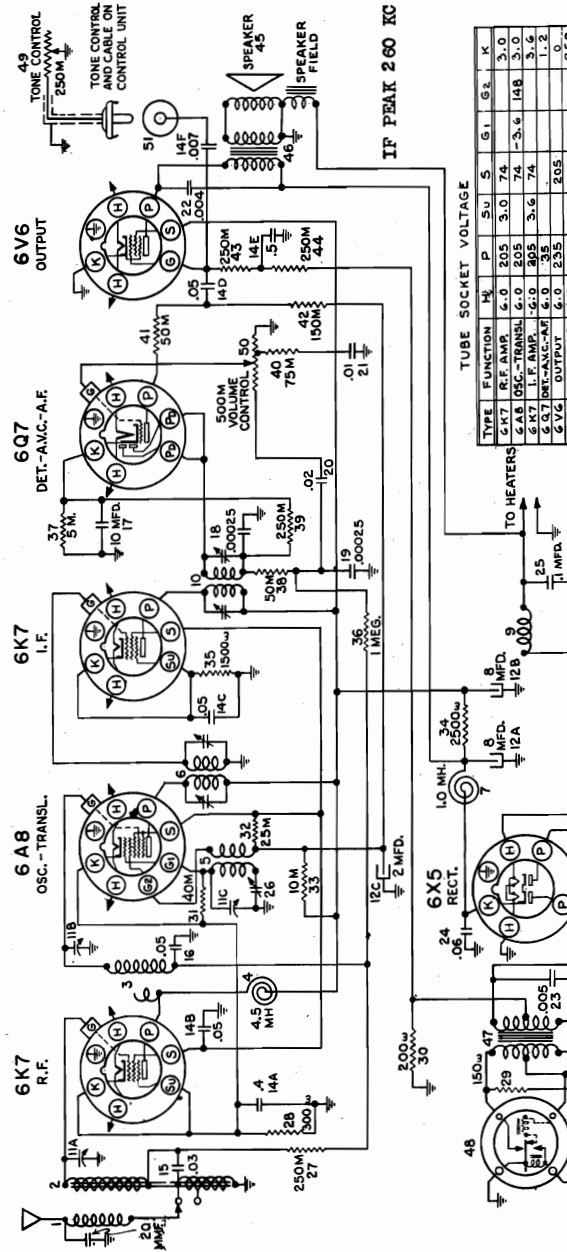 49
TONE CONTROL
250M
TONE CONTROL
AND CABLE ON
CONTROL UNIT
SPEAKER
45
SPEAKER
FIELD
51
14F
.007
46
IF PEAK 260 KC
6V6
OUTPUT
K
H
P
H
S
G
22
.004
250M
43
14E
.5
250M
44
.05
14D
42
150M
41
50M
500M
VOLUME
CONTROL
50
40
75M
.01
21
6Q7
DET.-A.V.C.-A.F.
G
K
H
P
H
PD
PD
37
5 M.
10 MFD.
17
18
.00025
250M
39
.02
20
10
50M
38
19
.00025
36
1 MEG.
6K7
I.F.
G
K
H
P
H
S
SU
35
1500ω
.05
14C
6
6A8
OSC.-TRANSL.
G
K
H
P
H
S
G2
G1
11B
40M
31
5
32
25M
11C
26
10M
33
12C
2 MFD.
.05
16
3
4
4.5
MH
6K7
R.F.
G
K
H
P
H
S
SU
11A
14B
.05
.4
14A
28
300ω
2
1
20
MMF.
15
.03
250M
27
200ω
30
TUBE SOCKET VOLTAGE
TYPE FUNCTION H P SU S G1 G2 K
6K7 R.F. AMP. 6.0 205 3.0 74 3.0
6A8 OSC.-TRANSL 6.0 205 74 -3.6 148 3.0
6K7 I.F. AMP. 6.0 205 3.6 74 3.6
6Q7 DET.-A.V.C.-A.F. 6.0 35 1.2
6V6 OUTPUT 6.0 235 205 0
TO HEATERS
25
.1 MFD.
9
8
MFD.
12B
34
2500ω
8
MFD.
12A
1.0 MH.
7
6X5
RECT.
K
H
P
H
P
24
.06
.005
23
47
150ω
29
48